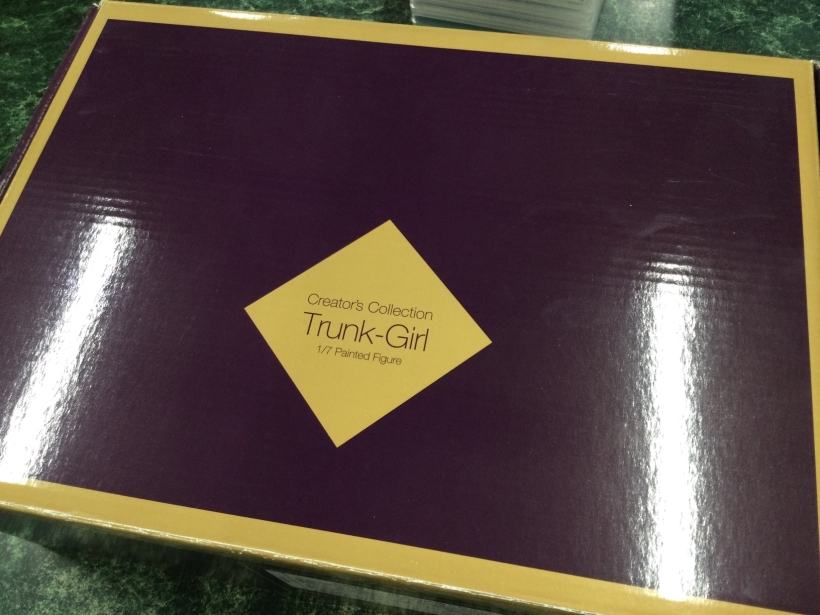 Creator's Collection
Trunk-Girl
1/7 Painted Figure